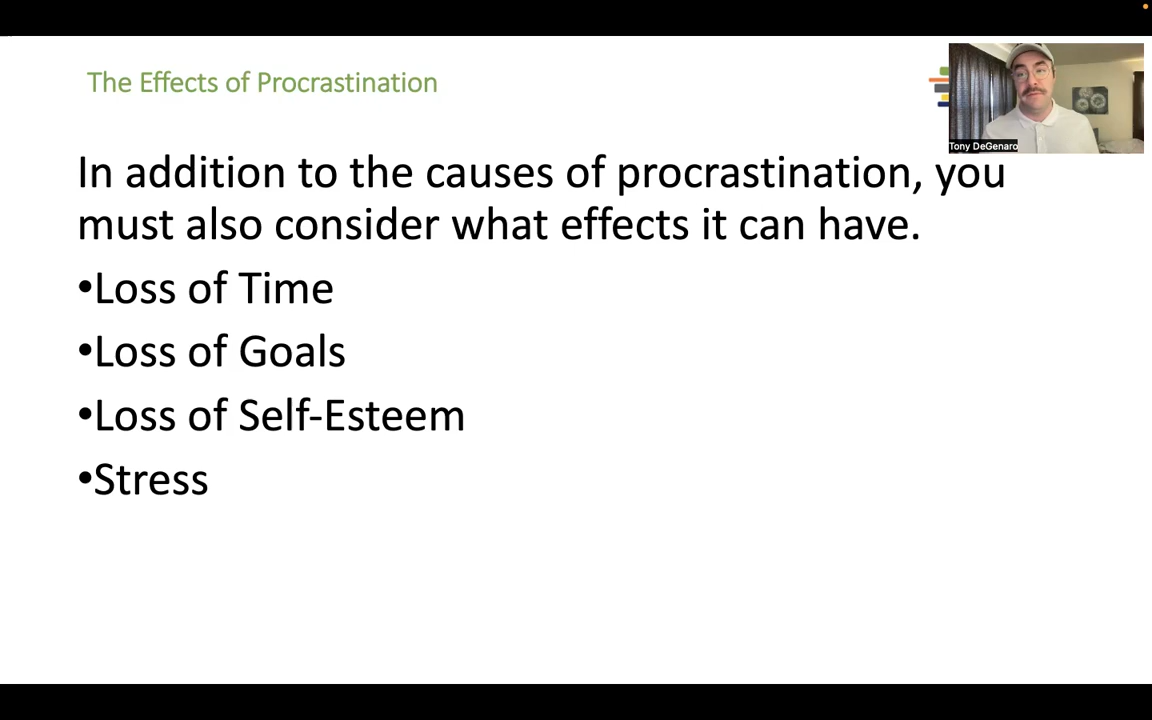 The Effects of Procrastination
Tony DeGenaro
In addition to the causes of procrastination, you
must also consider what effects it can have.
•Loss of Time
•Loss of Goals
•Loss of Self-Esteem
•Stress